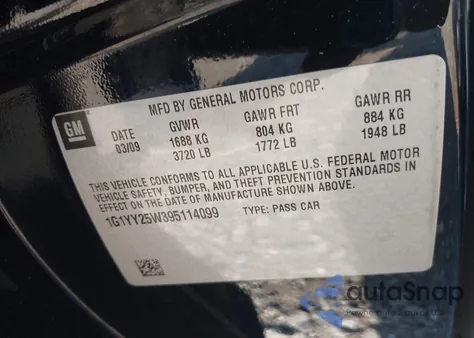 MFD BY GENERAL MOTORS CORP.
GM
DATE GVWR GAWR FRT GAWR RR
03/09 1688 KG 804 KG 884 KG
3720 LB 1772 LB 1948 LB
THIS VEHICLE CONFORMS TO ALL APPLICABLE U.S. FEDERAL MOTOR
VEHICLE SAFETY, BUMPER, AND THEFT PREVENTION STANDARDS IN
EFFECT ON THE DATE OF MANUFACTURE SHOWN ABOVE.
1G1YY25W395114099 TYPE: PASS CAR
autoSnap